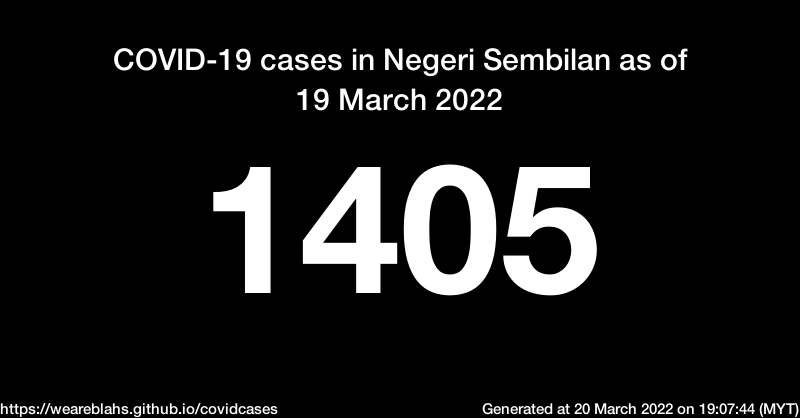 COVID-19 cases in Negeri Sembilan as of
19 March 2022
1405
https://weareblahs.github.io/covidcases
Generated at 20 March 2022 on 19:07:44 (MYT)